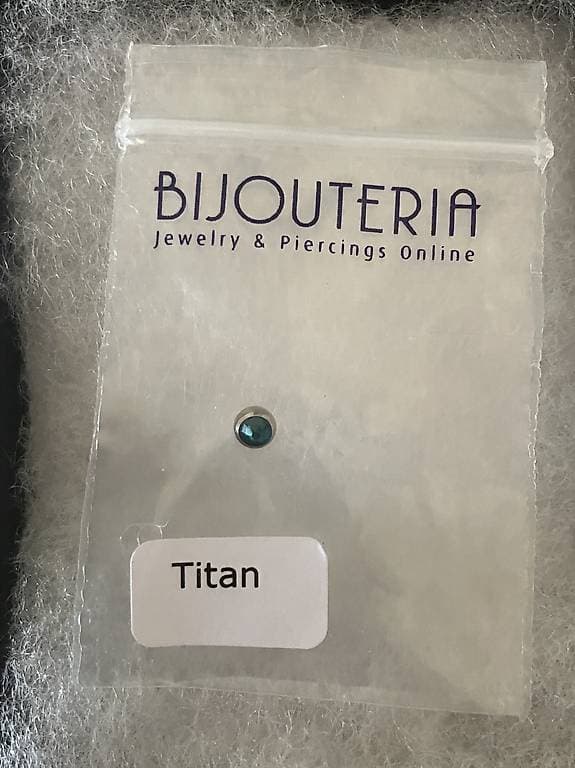 BIJOUTERIA
Jewelry & Piercings Online
Titan